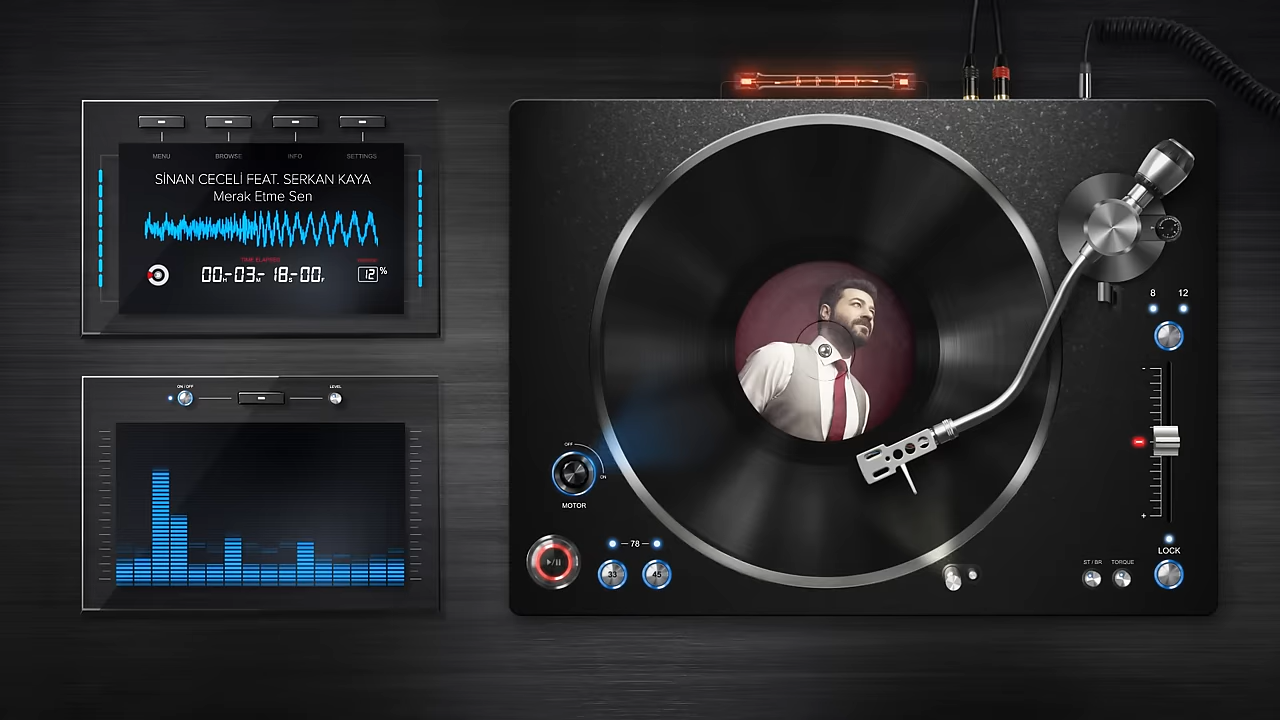 MENU BROWSE INFO SETTINGS
SİNAN CECELİ FEAT. SERKAN KAYA
Merak Etme Sen
TIME ELAPSED
00H-03M-18S-00F
12 %
ON / OFF
LEVEL
8 12
OFF
ON
MOTOR
78
33 45
- 
+
LOCK
ST / BR TORQUE